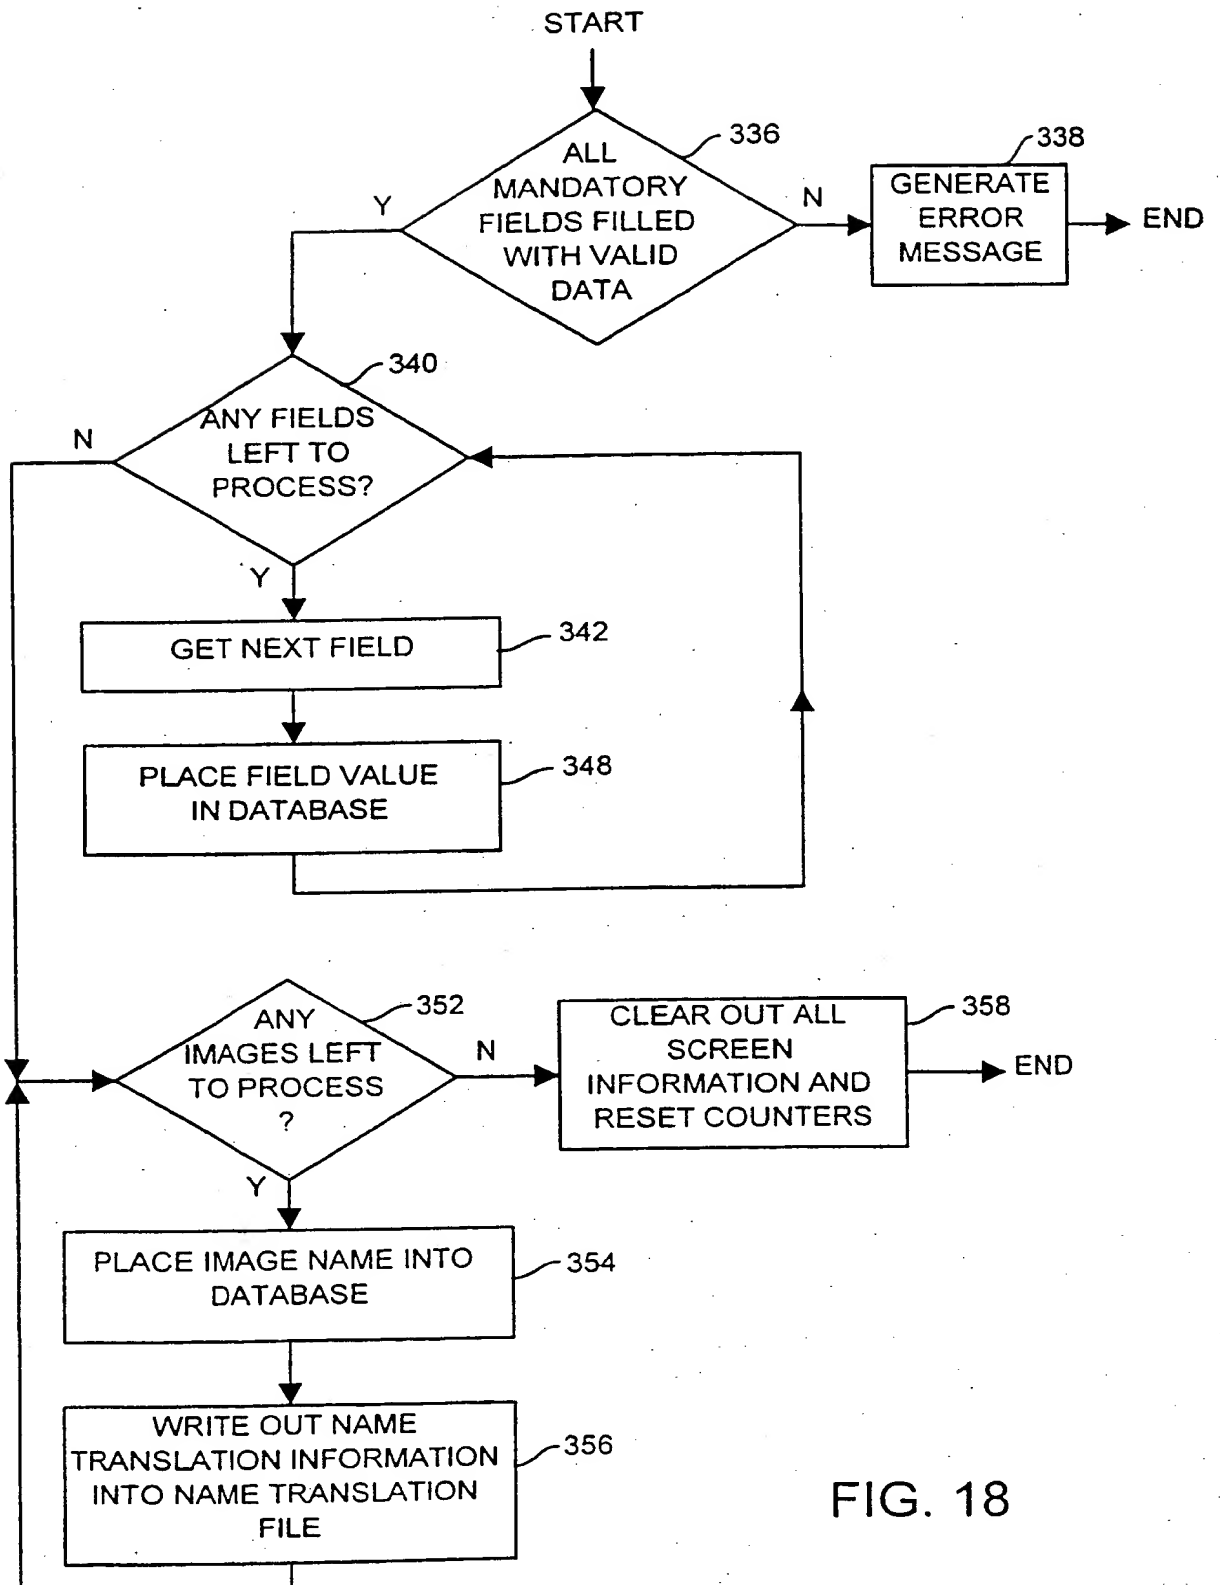 START
336
ALL
MANDATORY
FIELDS FILLED
WITH VALID
DATA
Y
N
338
GENERATE
ERROR
MESSAGE
END
340
ANY FIELDS
LEFT TO
PROCESS?
N
Y
342
GET NEXT FIELD
348
PLACE FIELD VALUE
IN DATABASE
352
ANY
IMAGES LEFT
TO PROCESS
?
N
Y
358
CLEAR OUT ALL
SCREEN
INFORMATION AND
RESET COUNTERS
END
354
PLACE IMAGE NAME INTO
DATABASE
356
WRITE OUT NAME
TRANSLATION INFORMATION
INTO NAME TRANSLATION
FILE
FIG. 18